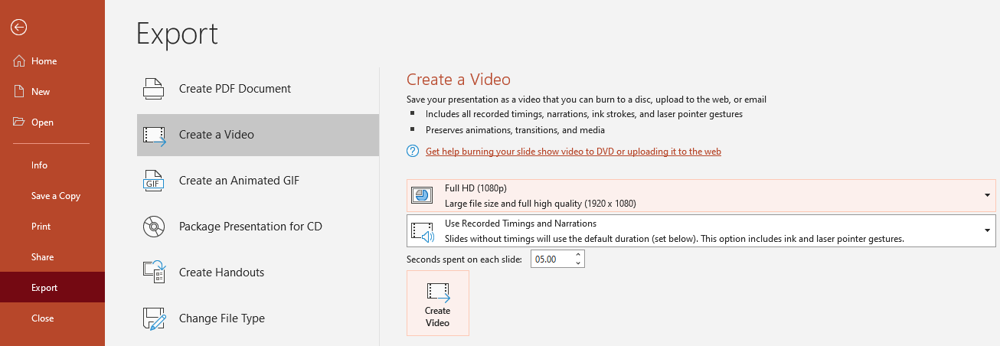 Export
Home
New
Open
Info
Save a Copy
Print
Share
Export
Close
Create PDF Document
Create a Video
GIF
Create an Animated GIF
Package Presentation for CD
Create Handouts
Change File Type
Create a Video
Save your presentation as a video that you can burn to a disc, upload to the web, or email
Includes all recorded timings, narrations, ink strokes, and laser pointer gestures
Preserves animations, transitions, and media
Get help burning your slide show video to DVD or uploading it to the web
Full HD (1080p)
Large file size and full high quality (1920 x 1080)
Use Recorded Timings and Narrations
Slides without timings will use the default duration (set below). This option includes ink and laser pointer gestures.
Seconds spent on each slide: 05.00
Create
Video